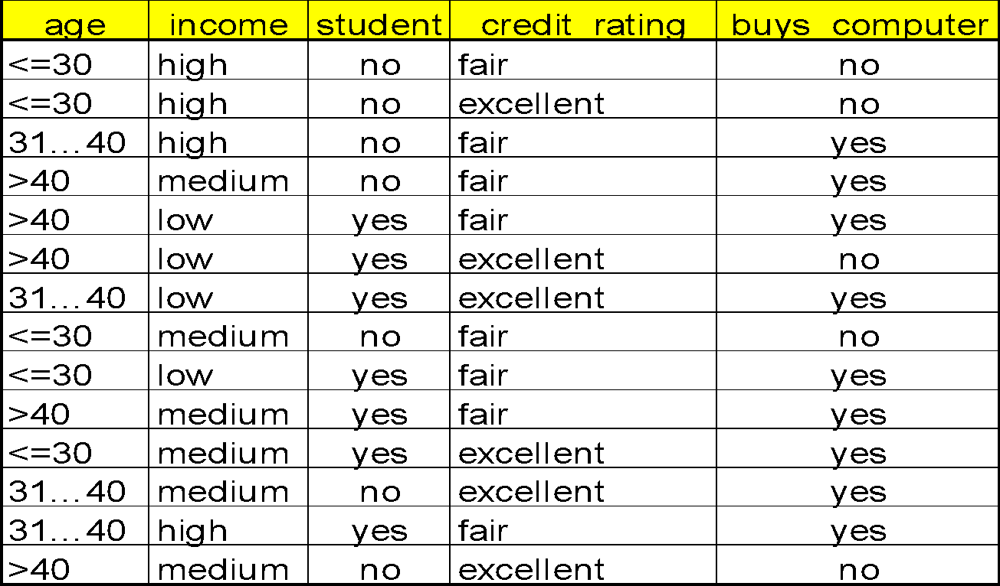 age income student credit rating buys computer
<=30 high no fair no
<=30 high no excellent no
31...40 high no fair yes
>40 medium no fair yes
>40 low yes fair yes
>40 low yes excellent no
31...40 low yes excellent yes
<=30 medium no fair no
<=30 low yes fair yes
>40 medium yes fair yes
<=30 medium yes excellent yes
31...40 medium no excellent yes
31...40 high yes fair yes
>40 medium no excellent no